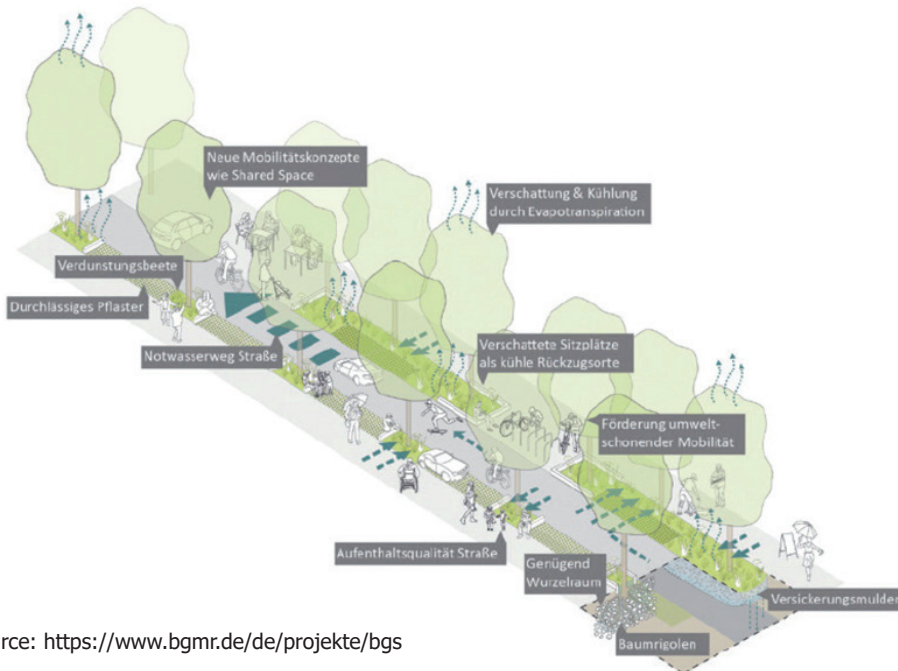 Neue Mobilitätskonzepte
wie Shared Space
Verschattung & Kühlung
durch Evapotranspiration
Verdunstungsbeete
Durchlässiges Pflaster
Notwasserweg Straße
Verschattete Sitzplätze
als kühle Rückzugsorte
Förderung umwelt-
schonender Mobilität
Aufenthaltsqualität Straße
Genügend
Wurzelraum
Versickerungsmulden
Baumrigolen
rce: https://www.bgmr.de/de/projekte/bgs